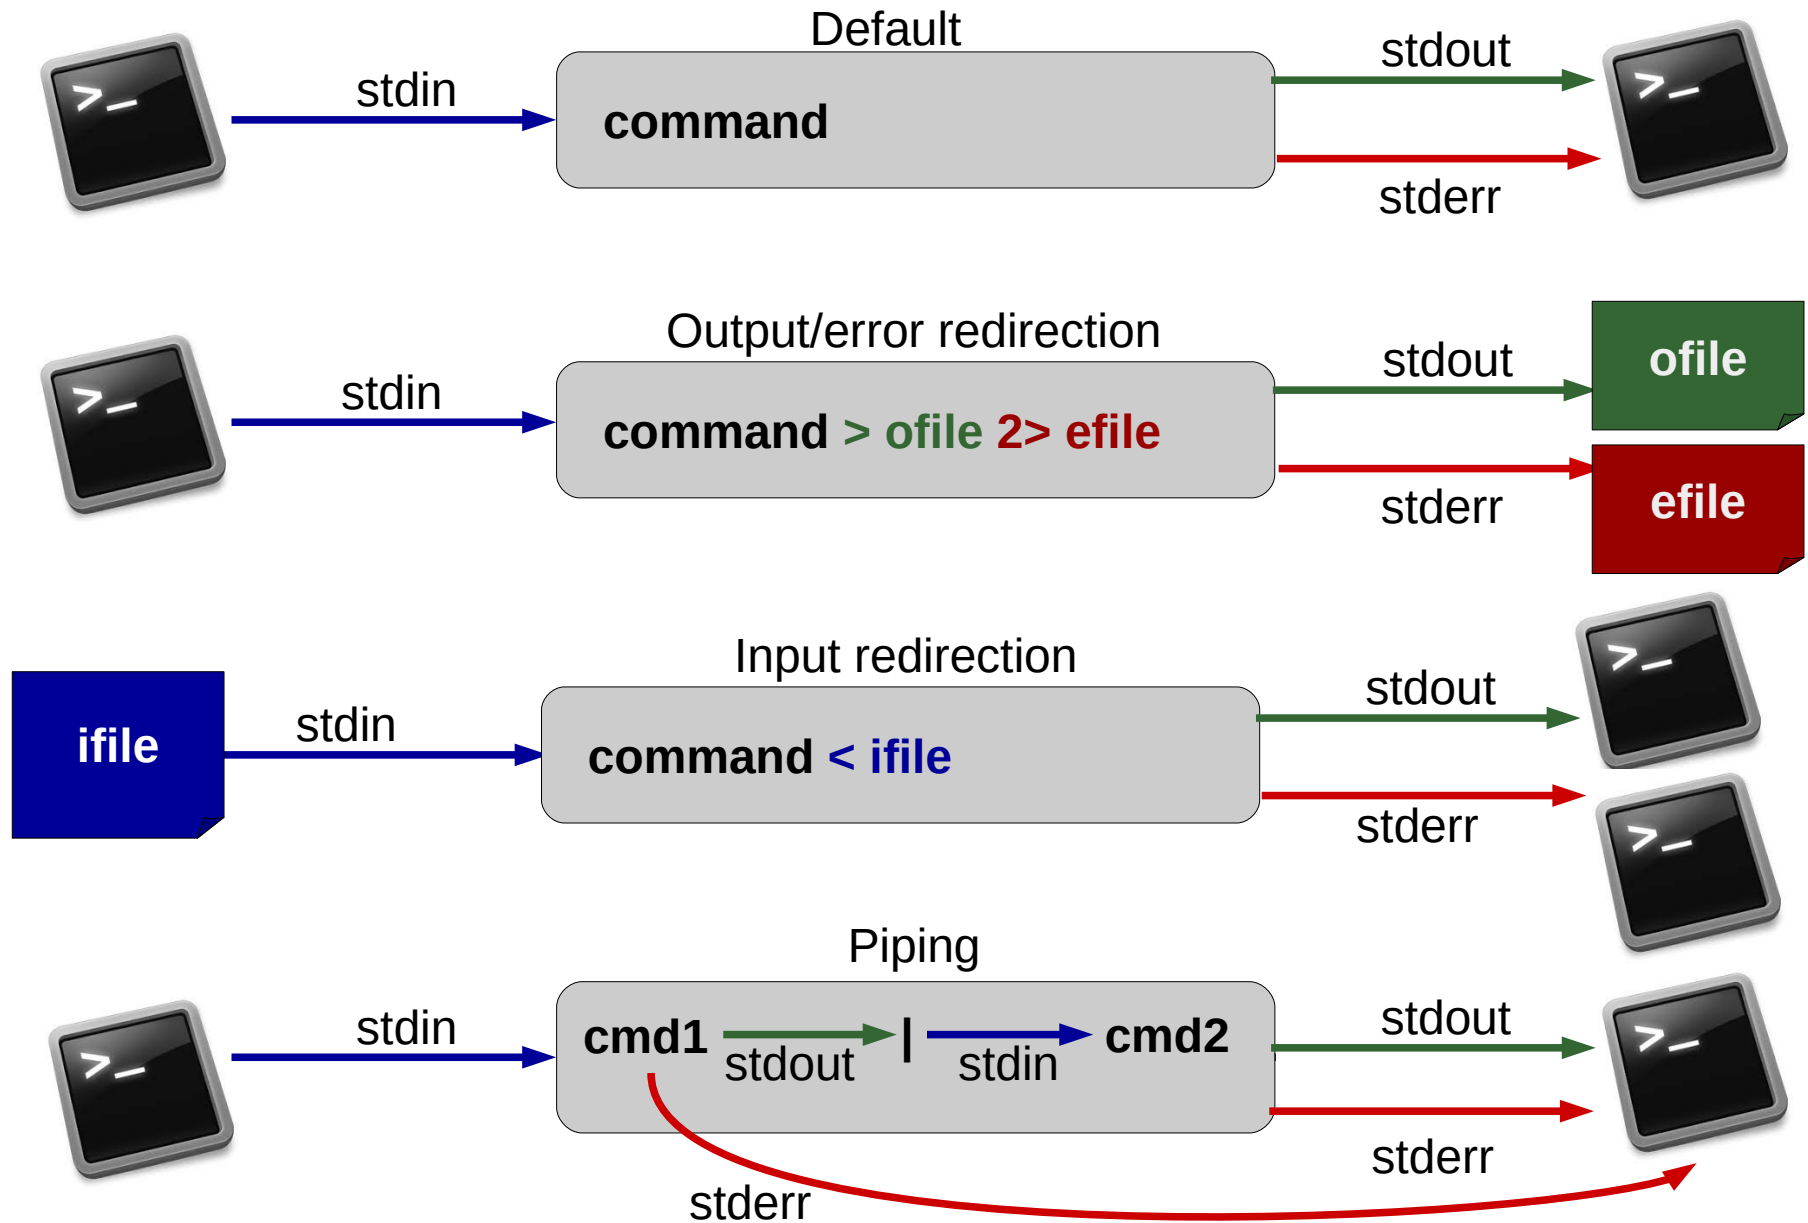 Default
>_
stdin
command
stdout
stderr
>_
Output/error redirection
>_
stdin
command > ofile 2> efile
stdout
stderr
ofile
efile
Input redirection
ifile
stdin
command < ifile
stdout
stderr
>_
>_
Piping
>_
stdin
cmd1 | cmd2
stdout stdin
stderr
stdout
stderr
>_